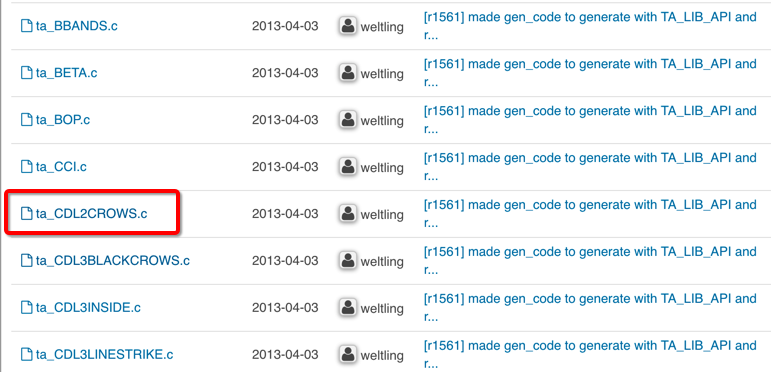 ta_BBANDS.c 2013-04-03 weltling [r1561] made gen_code to generate with TA_LIB_API and
r...
ta_BETA.c 2013-04-03 weltling [r1561] made gen_code to generate with TA_LIB_API and
r...
ta_BOP.c 2013-04-03 weltling [r1561] made gen_code to generate with TA_LIB_API and
r...
ta_CCI.c 2013-04-03 weltling [r1561] made gen_code to generate with TA_LIB_API and
r...
ta_CDL2CROWS.c 2013-04-03 weltling [r1561] made gen_code to generate with TA_LIB_API and
r...
ta_CDL3BLACKCROWS.c 2013-04-03 weltling [r1561] made gen_code to generate with TA_LIB_API and
r...
ta_CDL3INSIDE.c 2013-04-03 weltling [r1561] made gen_code to generate with TA_LIB_API and
r...
ta_CDL3LINESTRIKE.c 2013-04-03 weltling [r1561] made gen_code to generate with TA_LIB_API and
r...